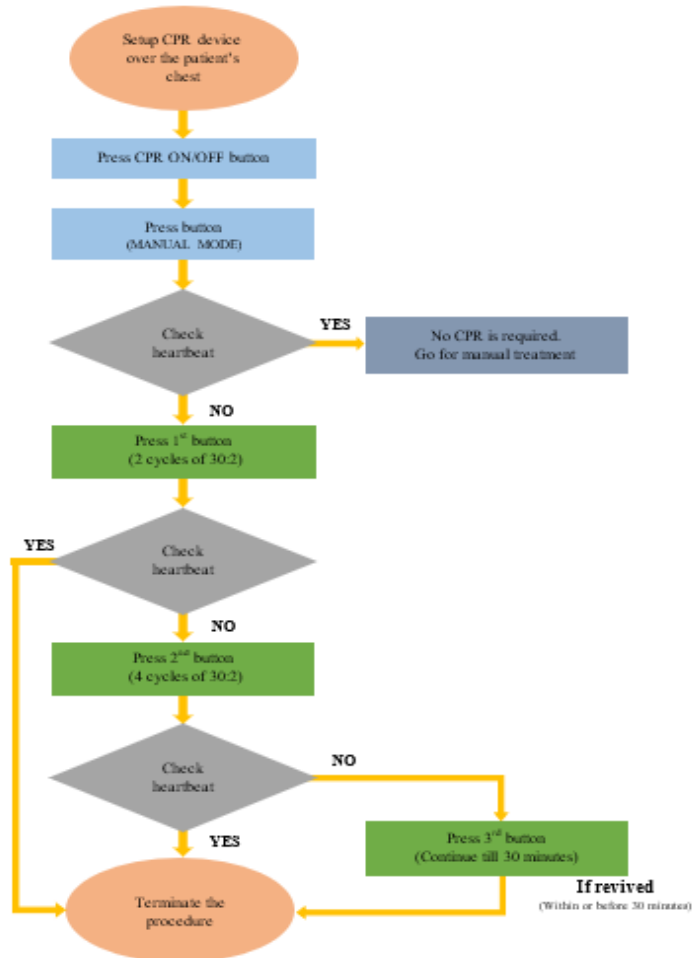 Setup CPR device
over the patient's
chest
Press CPR ON/OFF button
Press button
(MANUAL MODE)
Check
heartbeat
YES
No CPR is required.
Go for manual treatment
NO
Press 1st button
(2 cycles of 30:2)
YES
Check
heartbeat
NO
Press 2nd button
(4 cycles of 30:2)
Check
heartbeat
NO
YES
Press 3rd button
(Continue till 30 minutes)
If revived
(Within or before 30 minutes)
Terminate the
procedure